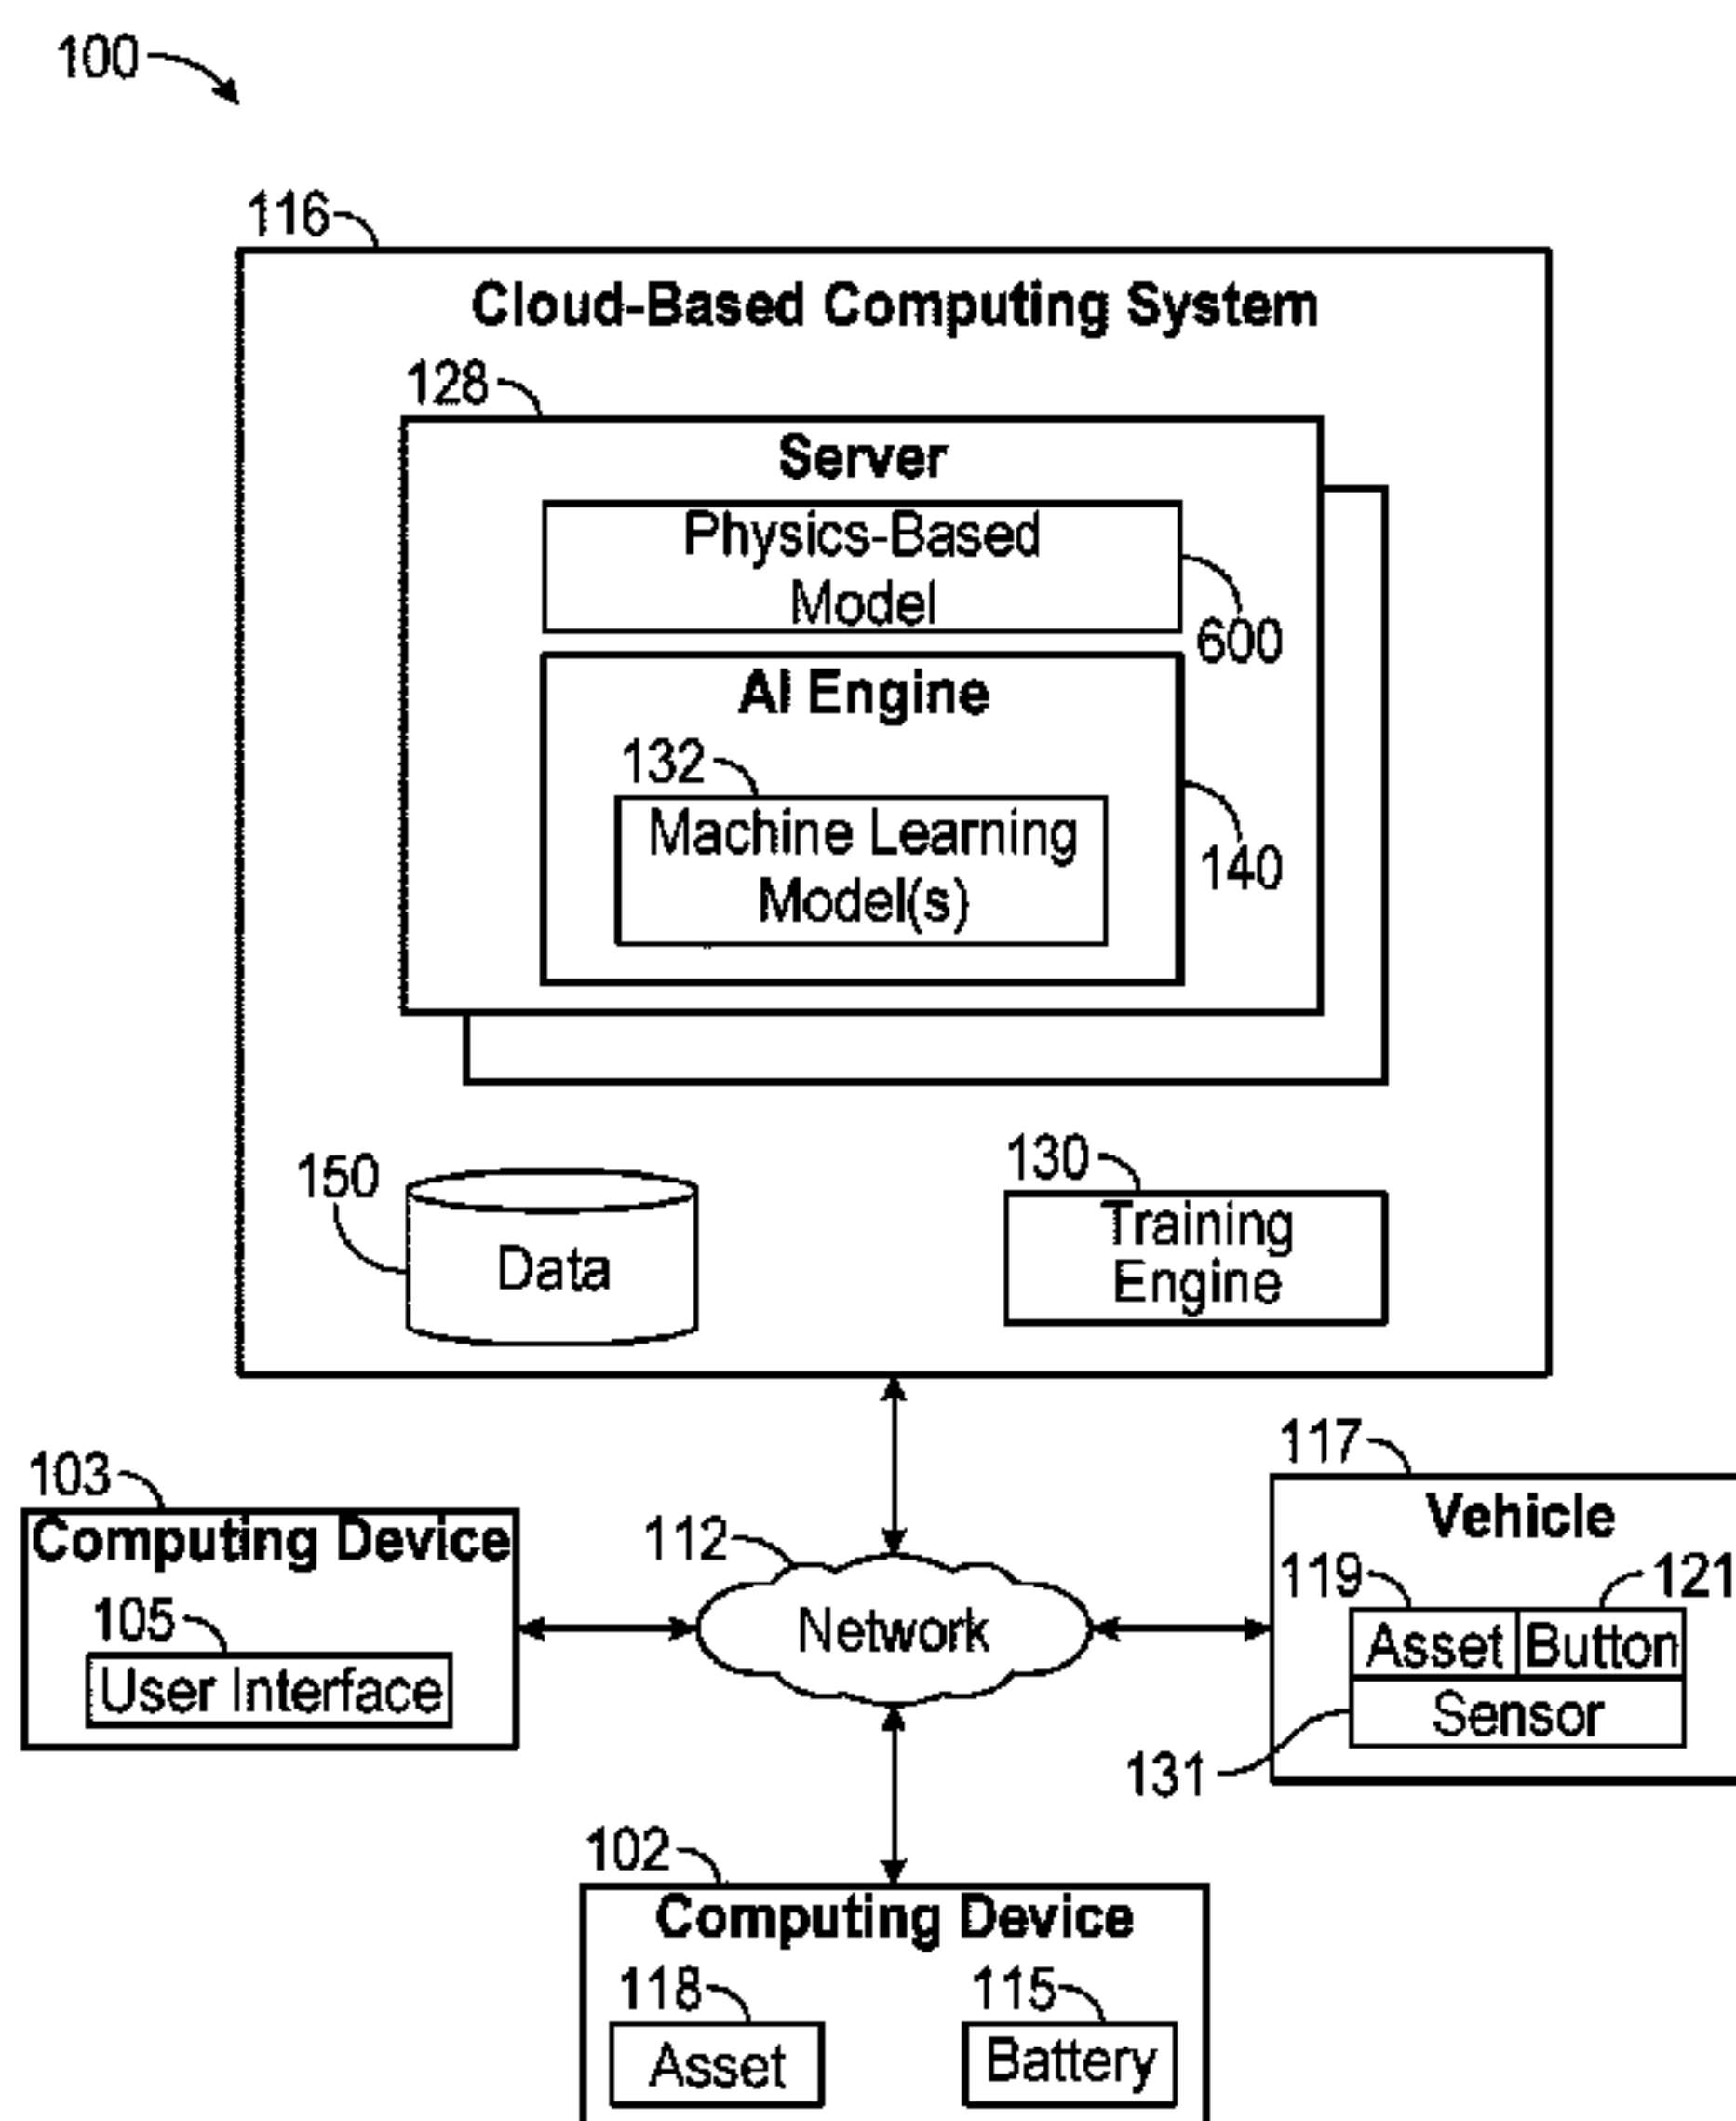 100
116
Cloud-Based Computing System
128
Server
Physics-Based
Model
600
AI Engine
132
Machine Learning
Model(s)
140
150
Data
130
Training
Engine
103
Computing Device
105
User Interface
112
Network
117
Vehicle
119
121
Asset
Button
Sensor
131
102
Computing Device
118
115
Asset
Battery